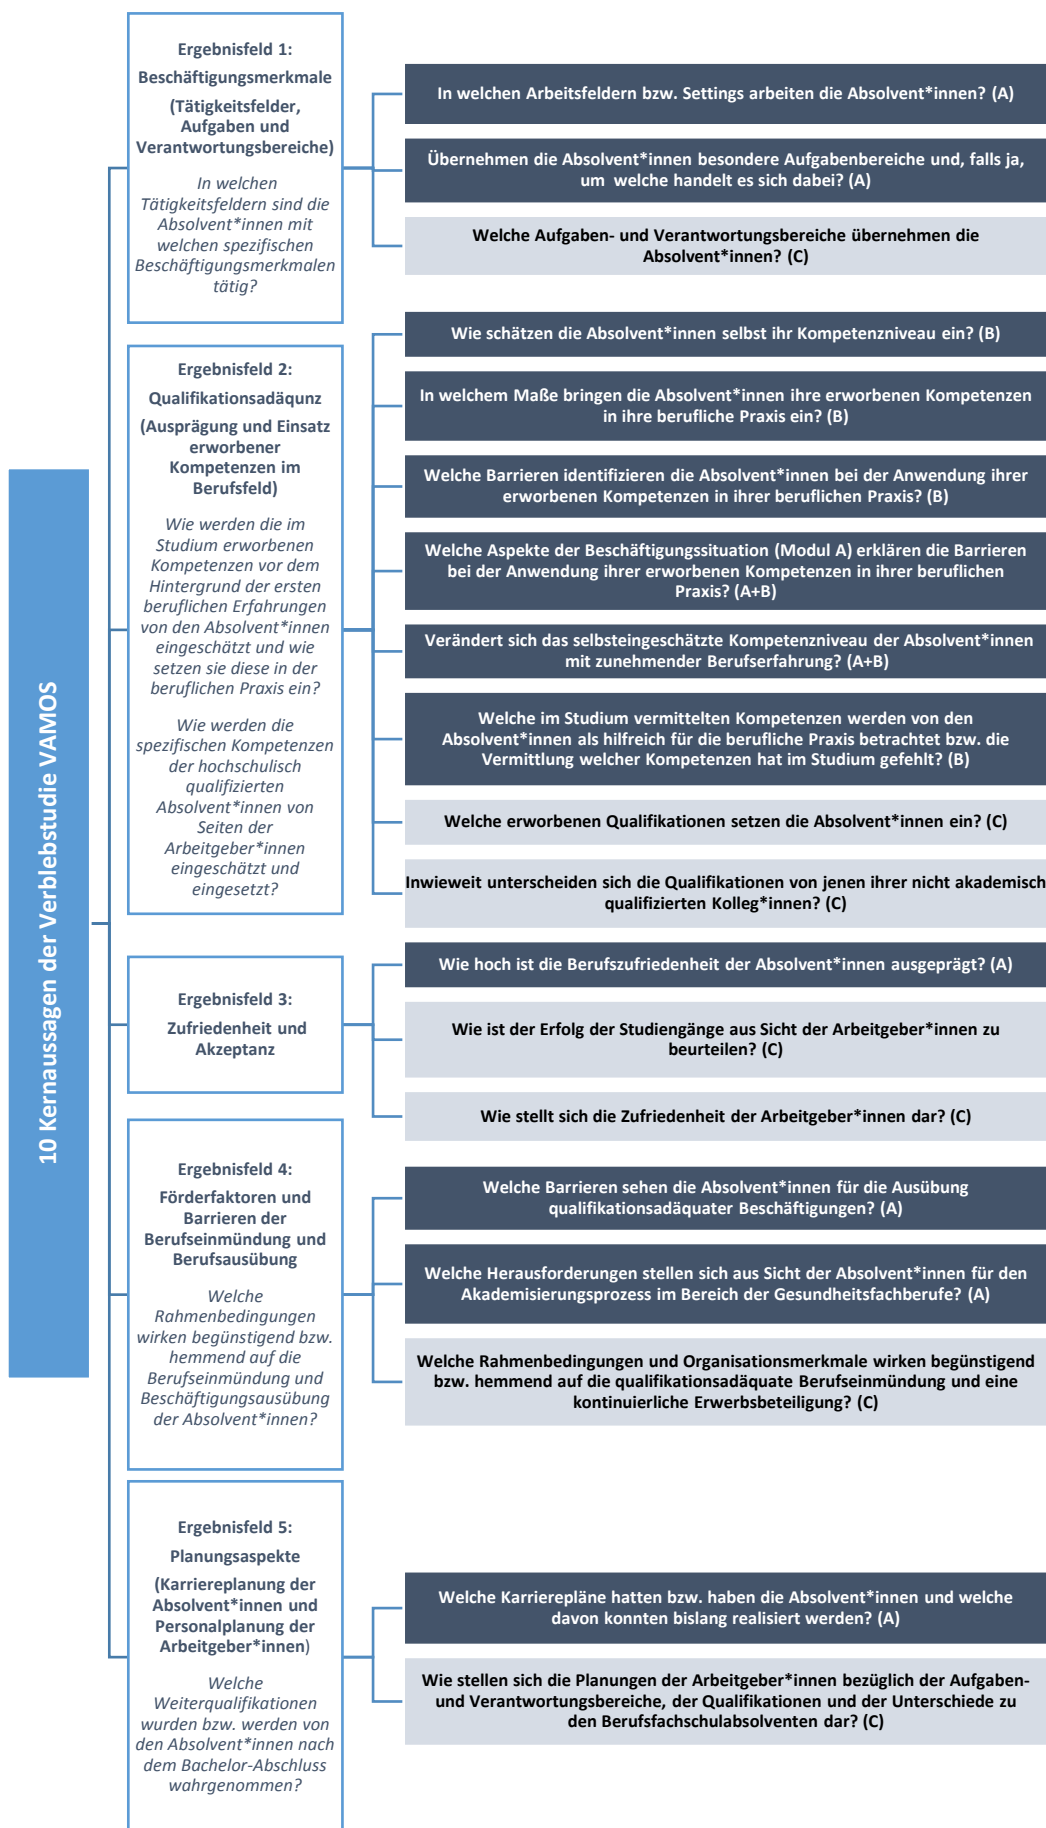 10 Kernaussagen der Verblebstudie VAMOS
Ergebnisfeld 1:
Beschäftigungsmerkmale
(Tätigkeitsfelder,
Aufgaben und
Verantwortungsbereiche)
In welchen
Tätigkeitsfeldern sind die
Absolvent*innen mit
welchen spezifischen
Beschäftigungsmerkmalen
tätig?
In welchen Arbeitsfeldern bzw. Settings arbeiten die Absolvent*innen? (A)
Übernehmen die Absolvent*innen besondere Aufgabenbereiche und, falls ja,
um welche handelt es sich dabei? (A)
Welche Aufgaben- und Verantwortungsbereiche übernehmen die
Absolvent*innen? (C)
Ergebnisfeld 2:
Qualifikationsadäqunz
(Ausprägung und Einsatz
erworbener
Kompetenzen im
Berufsfeld)
Wie werden die im
Studium erworbenen
Kompetenzen vor dem
Hintergrund der ersten
beruflichen Erfahrungen
von den Absolvent*innen
eingeschätzt und wie
setzen sie diese in der
beruflichen Praxis ein?
Wie werden die
spezifischen Kompetenzen
der hochschulisch
qualifizierten
Absolvent*innen von
Seiten der
Arbeitgeber*innen
eingeschätzt und
eingesetzt?
Wie schätzen die Absolvent*innen selbst ihr Kompetenzniveau ein? (B)
In welchem Maße bringen die Absolvent*innen ihre erworbenen Kompetenzen
in ihre berufliche Praxis ein? (B)
Welche Barrieren identifizieren die Absolvent*innen bei der Anwendung ihrer
erworbenen Kompetenzen in ihrer beruflichen Praxis? (B)
Welche Aspekte der Beschäftigungssituation (Modul A) erklären die Barrieren
bei der Anwendung ihrer erworbenen Kompetenzen in ihrer beruflichen
Praxis? (A+B)
Verändert sich das selbsteingeschätzte Kompetenzniveau der Absolvent*innen
mit zunehmender Berufserfahrung? (A+B)
Welche im Studium vermittelten Kompetenzen werden von den
Absolvent*innen als hilfreich für die berufliche Praxis betrachtet bzw. die
Vermittlung welcher Kompetenzen hat im Studium gefehlt? (B)
Welche erworbenen Qualifikationen setzen die Absolvent*innen ein? (C)
Inwieweit unterscheiden sich die Qualifikationen von jenen ihrer nicht akademisch
qualifizierten Kolleg*innen? (C)
Ergebnisfeld 3:
Zufriedenheit und
Akzeptanz
Wie hoch ist die Berufszufriedenheit der Absolvent*innen ausgeprägt? (A)
Wie ist der Erfolg der Studiengänge aus Sicht der Arbeitgeber*innen zu
beurteilen? (C)
Wie stellt sich die Zufriedenheit der Arbeitgeber*innen dar? (C)
Ergebnisfeld 4:
Förderfaktoren und
Barrieren der
Berufseinmündung und
Berufsausübung
Welche
Rahmenbedingungen
wirken begünstigend bzw.
hemmend auf die
Berufseinmündung und
Beschäftigungsausübung
der Absolvent*innen?
Welche Barrieren sehen die Absolvent*innen für die Ausübung
qualifikationsadäquater Beschäftigungen? (A)
Welche Herausforderungen stellen sich aus Sicht der Absolvent*innen für den
Akademisierungsprozess im Bereich der Gesundheitsfachberufe? (A)
Welche Rahmenbedingungen und Organisationsmerkmale wirken begünstigend
bzw. hemmend auf die qualifikationsadäquate Berufseinmündung und eine
kontinuierliche Erwerbsbeteiligung? (C)
Ergebnisfeld 5:
Planungsaspekte
(Karriereplanung der
Absolvent*innen und
Personalplanung der
Arbeitgeber*innen)
Welche
Weiterqualifikationen
wurden bzw. werden von
den Absolvent*innen nach
dem Bachelor-Abschluss
wahrgenommen?
Welche Karrierepläne hatten bzw. haben die Absolvent*innen und welche
davon konnten bislang realisiert werden? (A)
Wie stellen sich die Planungen der Arbeitgeber*innen bezüglich der Aufgaben-
und Verantwortungsbereiche, der Qualifikationen und der Unterschiede zu
den Berufsfachschulabsolventen dar? (C)